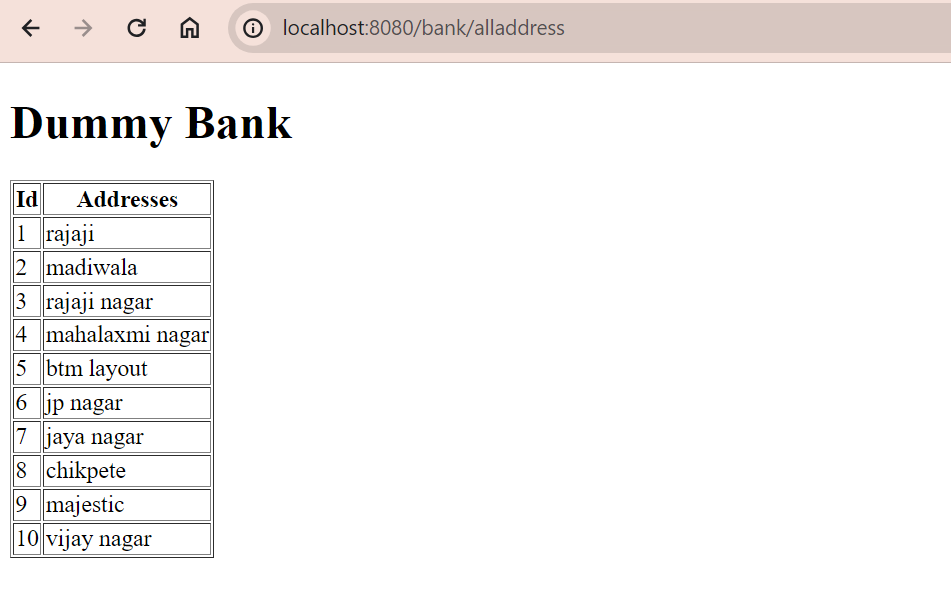 localhost:8080/bank/alladdress
Dummy Bank
Id Addresses
1 rajaji
2 madiwala
3 rajaji nagar
4 mahalaxmi nagar
5 btm layout
6 jp nagar
7 jaya nagar
8 chikpete
9 majestic
10 vijay nagar